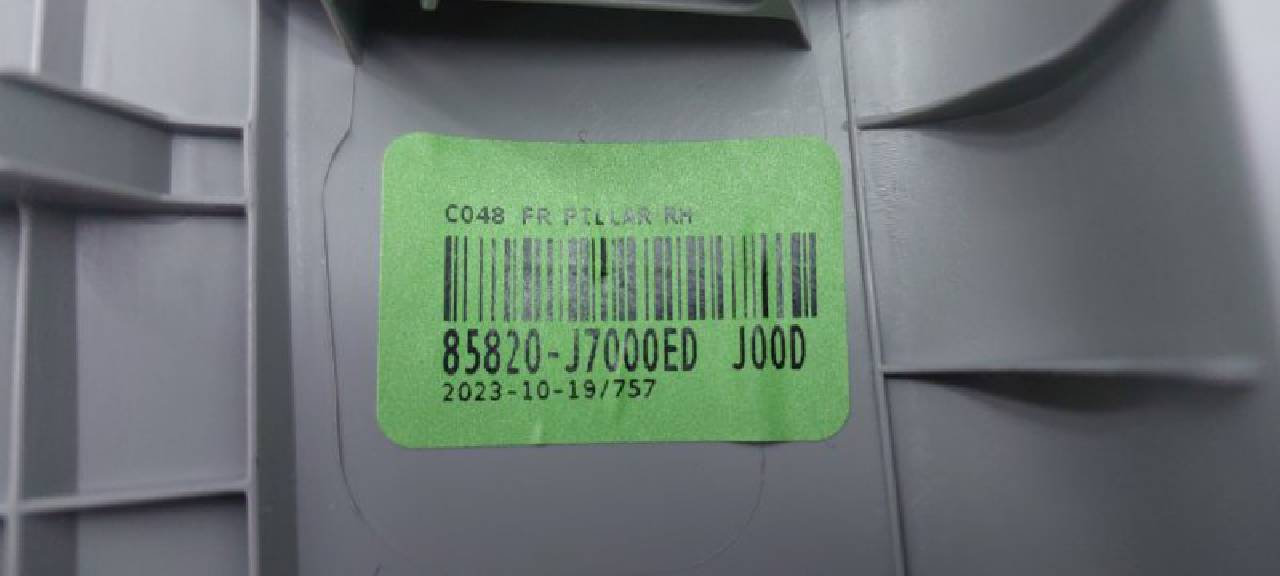 C048 FR PILLAR RH
85820-J7000ED J00D
2023-10-19/757